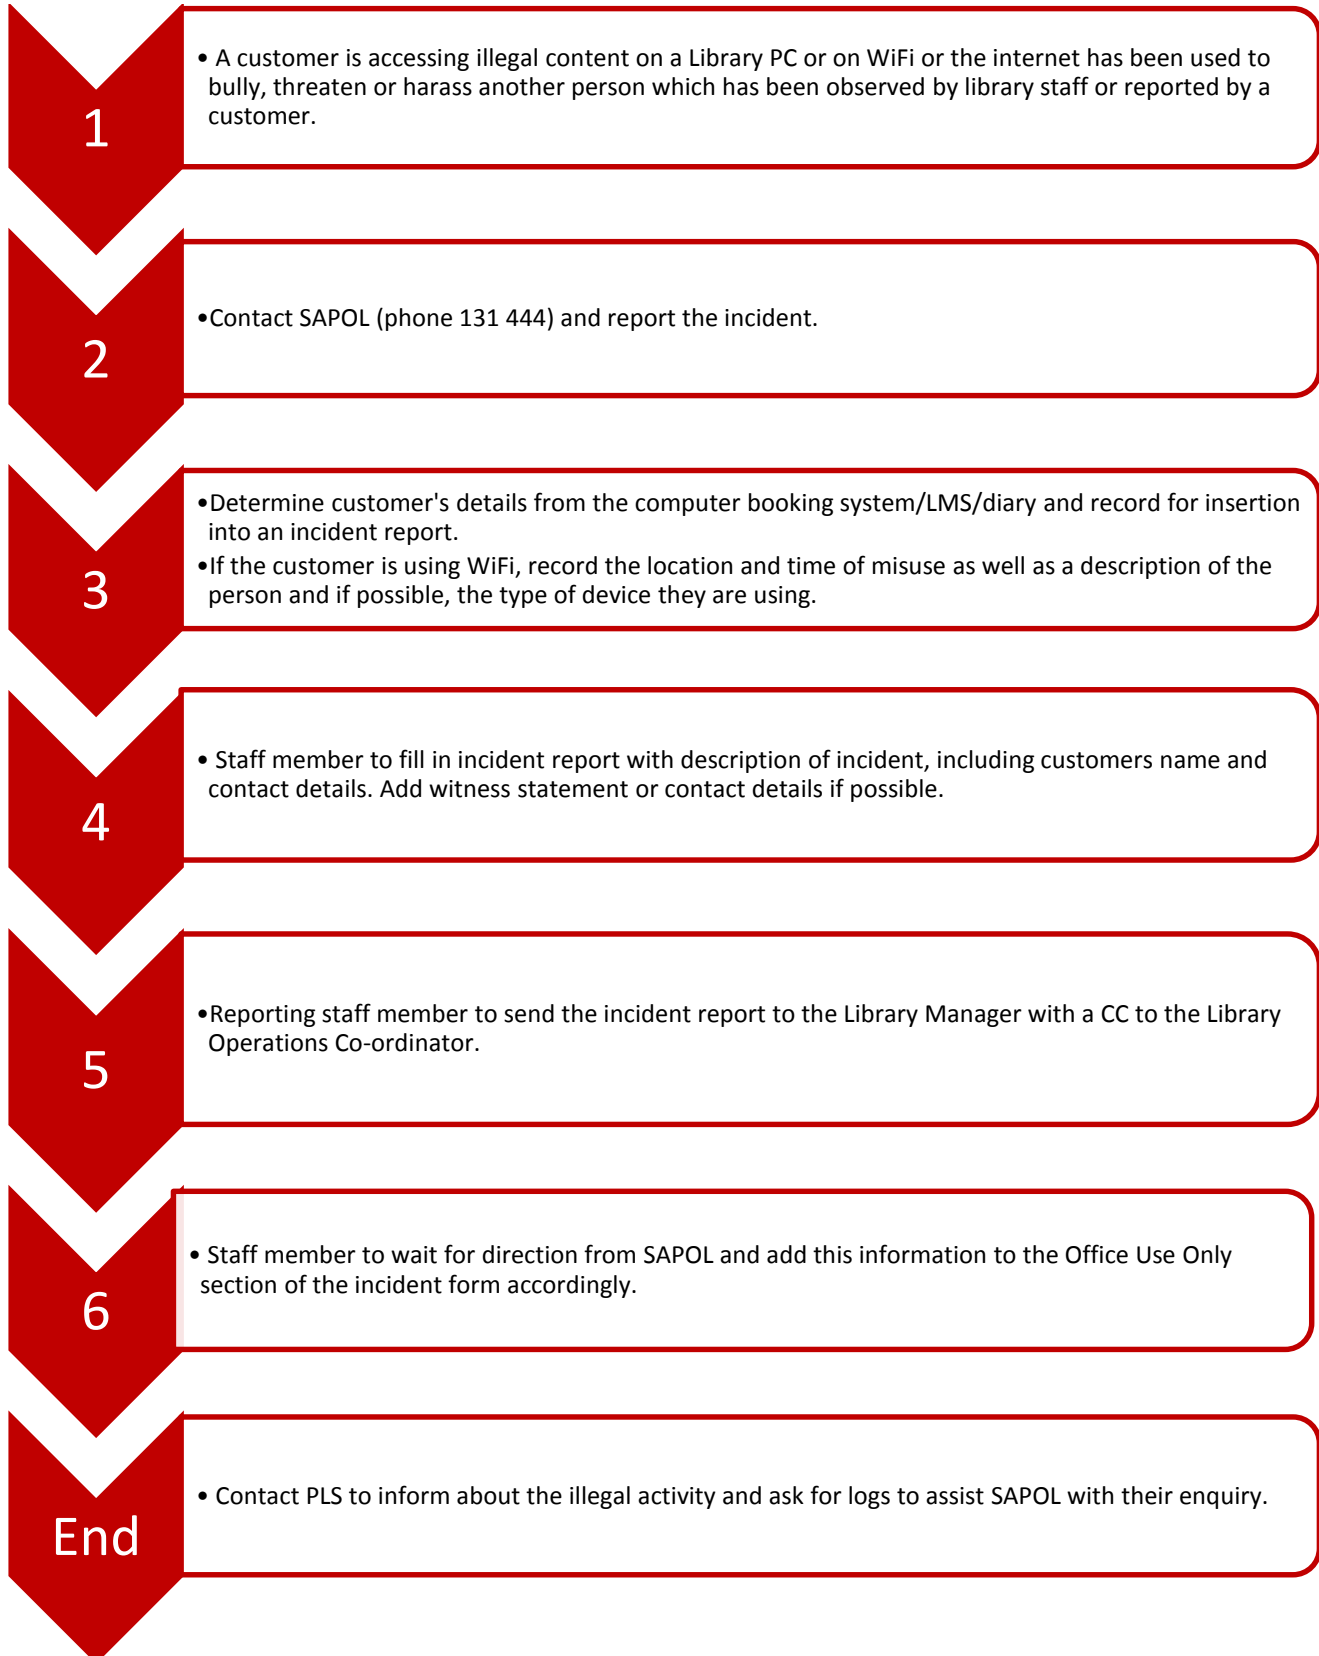 1
• A customer is accessing illegal content on a Library PC or on WiFi or the internet has been used to
bully, threaten or harass another person which has been observed by library staff or reported by a
customer.
2
•Contact SAPOL (phone 131 444) and report the incident.
3
•Determine customer's details from the computer booking system/LMS/diary and record for insertion
into an incident report.
•If the customer is using WiFi, record the location and time of misuse as well as a description of the
person and if possible, the type of device they are using.
4
• Staff member to fill in incident report with description of incident, including customers name and
contact details. Add witness statement or contact details if possible.
5
•Reporting staff member to send the incident report to the Library Manager with a CC to the Library
Operations Co-ordinator.
6
• Staff member to wait for direction from SAPOL and add this information to the Office Use Only
section of the incident form accordingly.
End
• Contact PLS to inform about the illegal activity and ask for logs to assist SAPOL with their enquiry.